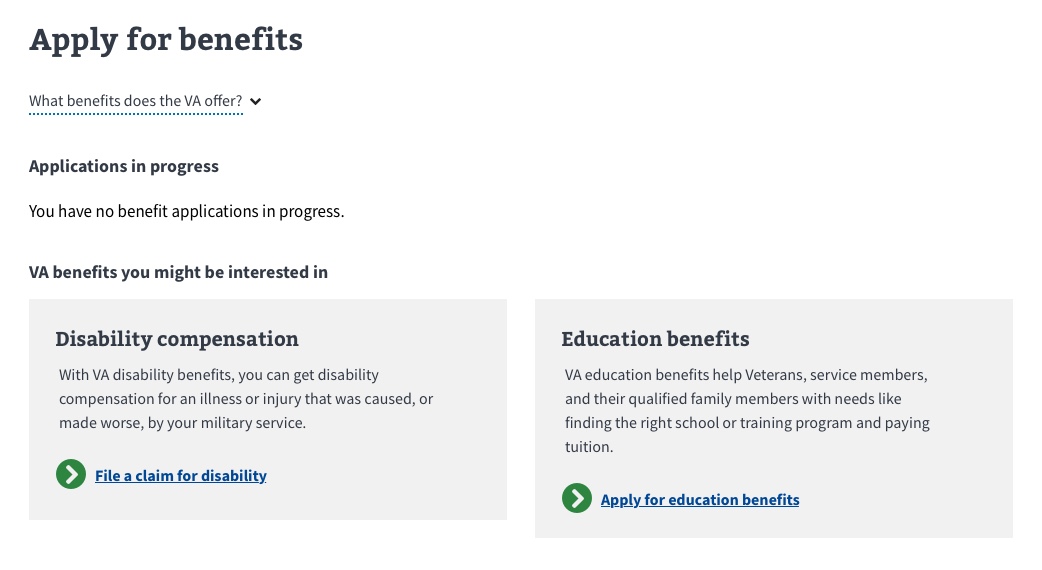 Apply for benefits
What benefits does the VA offer?
Applications in progress
You have no benefit applications in progress.
VA benefits you might be interested in
Disability compensation
With VA disability benefits, you can get disability
compensation for an illness or injury that was caused, or
made worse, by your military service.
File a claim for disability
Education benefits
VA education benefits help Veterans, service members,
and their qualified family members with needs like
finding the right school or training program and paying
tuition.
Apply for education benefits